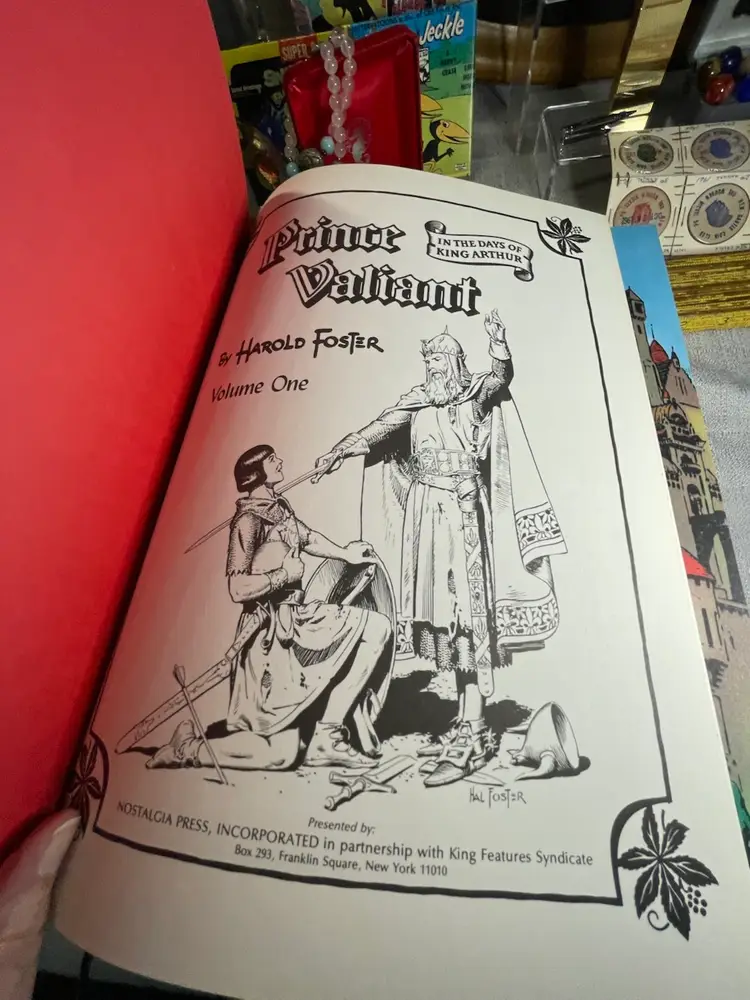 SUPER
Jeckle
Prince
Valiant
IN THE DAYS OF
KING ARTHUR
By HAROLD FOSTER
Volume One
HAL FOSTER
Presented by:
NOSTALGIA PRESS, INCORPORATED in partnership with King Features Syndicate
Box 293, Franklin Square, New York 11010